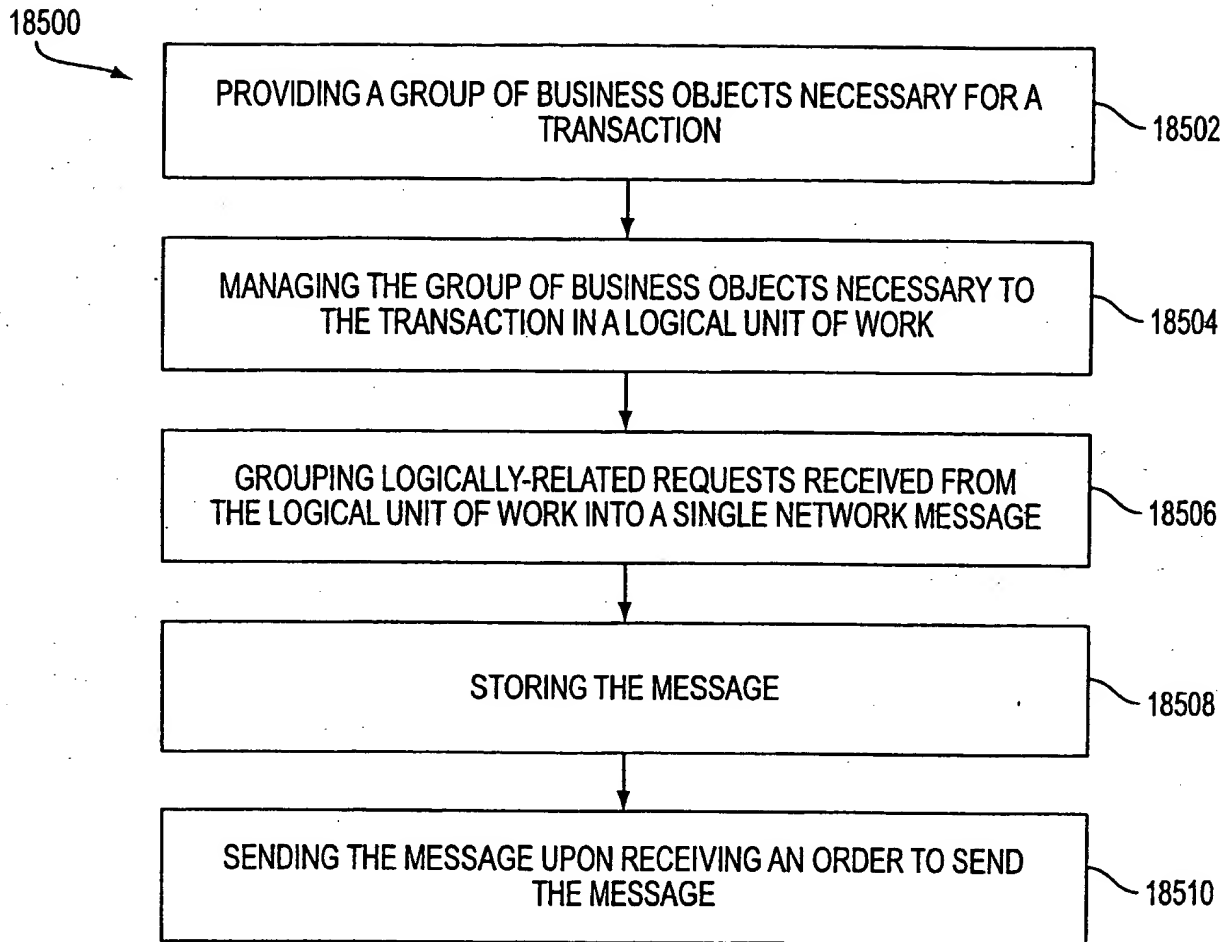 18500
PROVIDING A GROUP OF BUSINESS OBJECTS NECESSARY FOR A
TRANSACTION
18502
MANAGING THE GROUP OF BUSINESS OBJECTS NECESSARY TO
THE TRANSACTION IN A LOGICAL UNIT OF WORK
18504
GROUPING LOGICALLY-RELATED REQUESTS RECEIVED FROM
THE LOGICAL UNIT OF WORK INTO A SINGLE NETWORK MESSAGE
18506
STORING THE MESSAGE
18508
SENDING THE MESSAGE UPON RECEIVING AN ORDER TO SEND
THE MESSAGE
18510